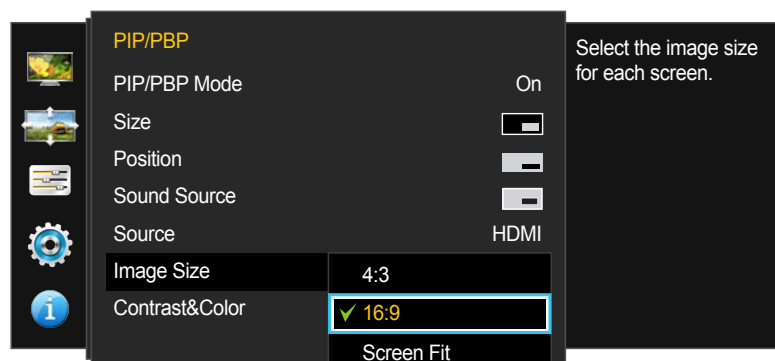 PIP/PBP
PIP/PBP Mode On
Size
Position
Sound Source
Source HDMI
Image Size 4:3
Contrast&Color 16:9
Screen Fit
Select the image size
for each screen.